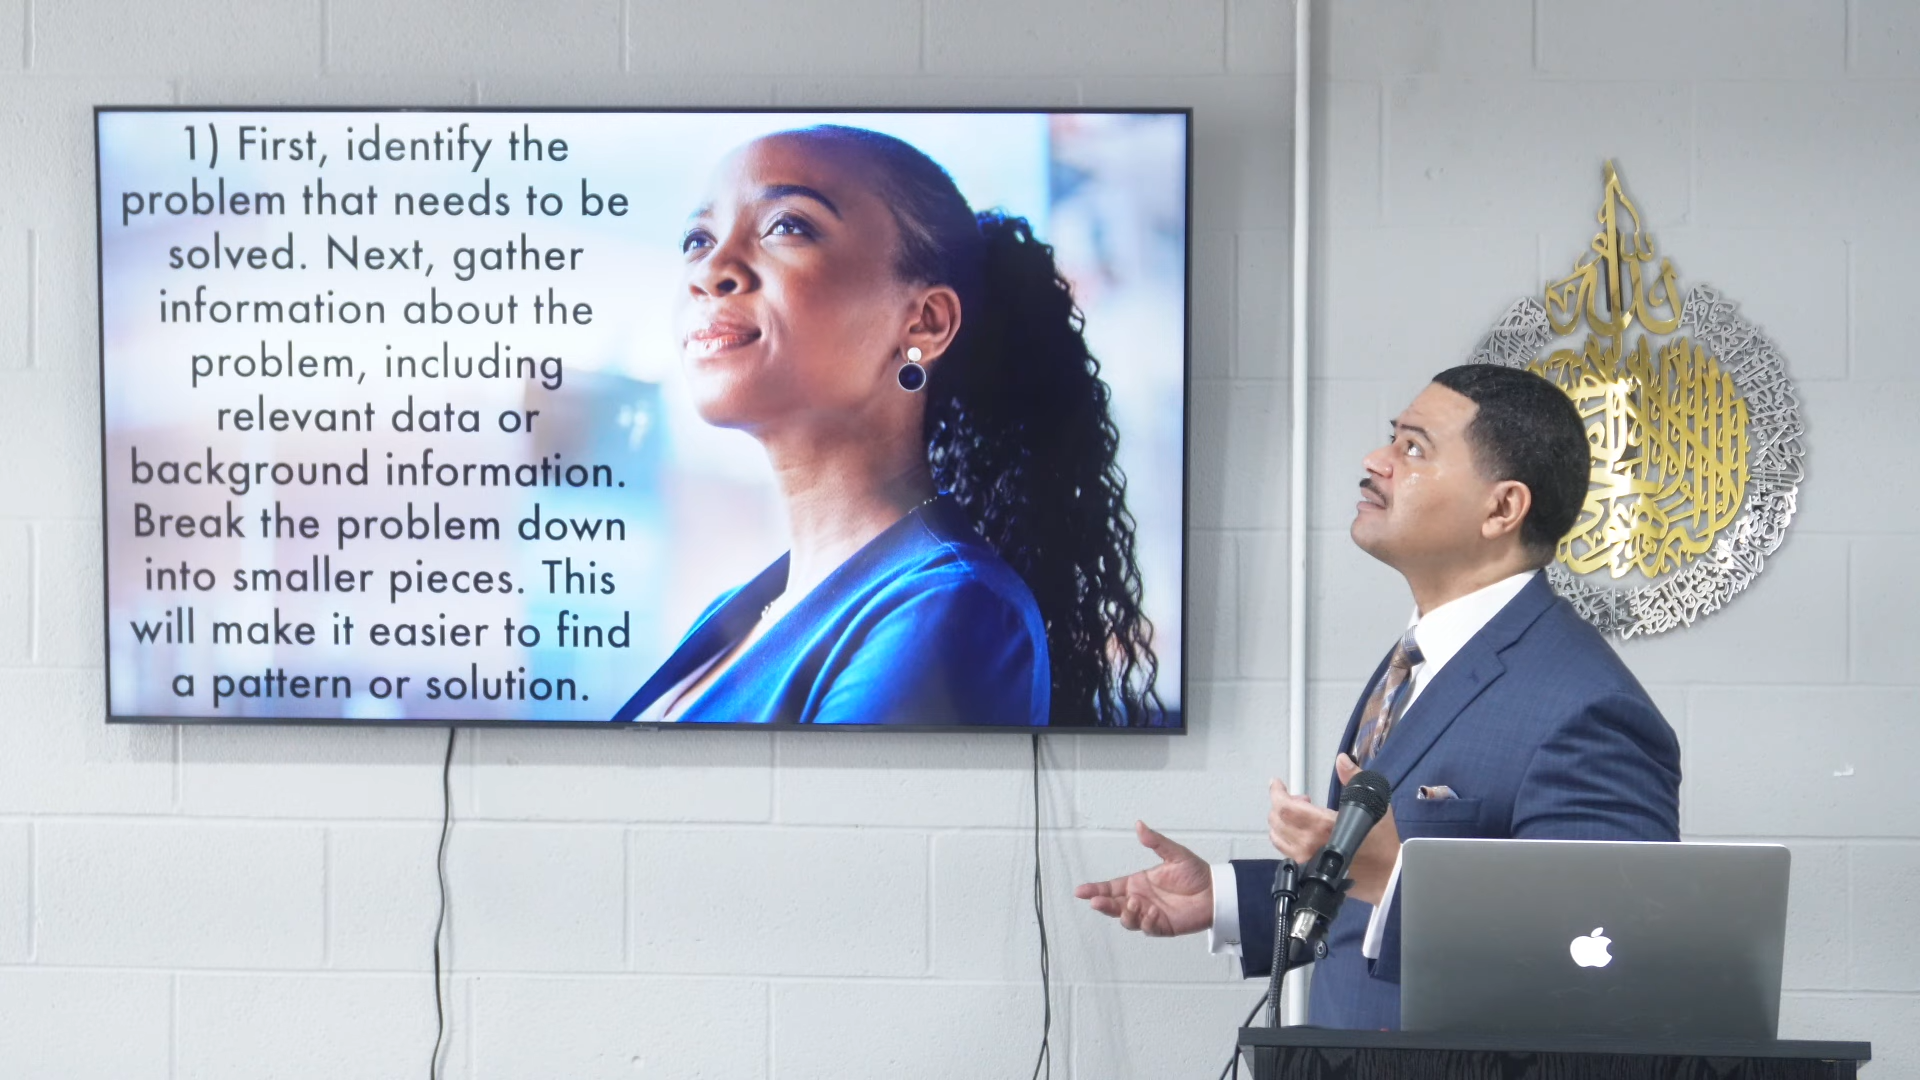 1) First, identify the
problem that needs to be
solved. Next, gather
information about the
problem, including
relevant data or
background information.
Break the problem down
into smaller pieces. This
will make it easier to find
a pattern or solution.